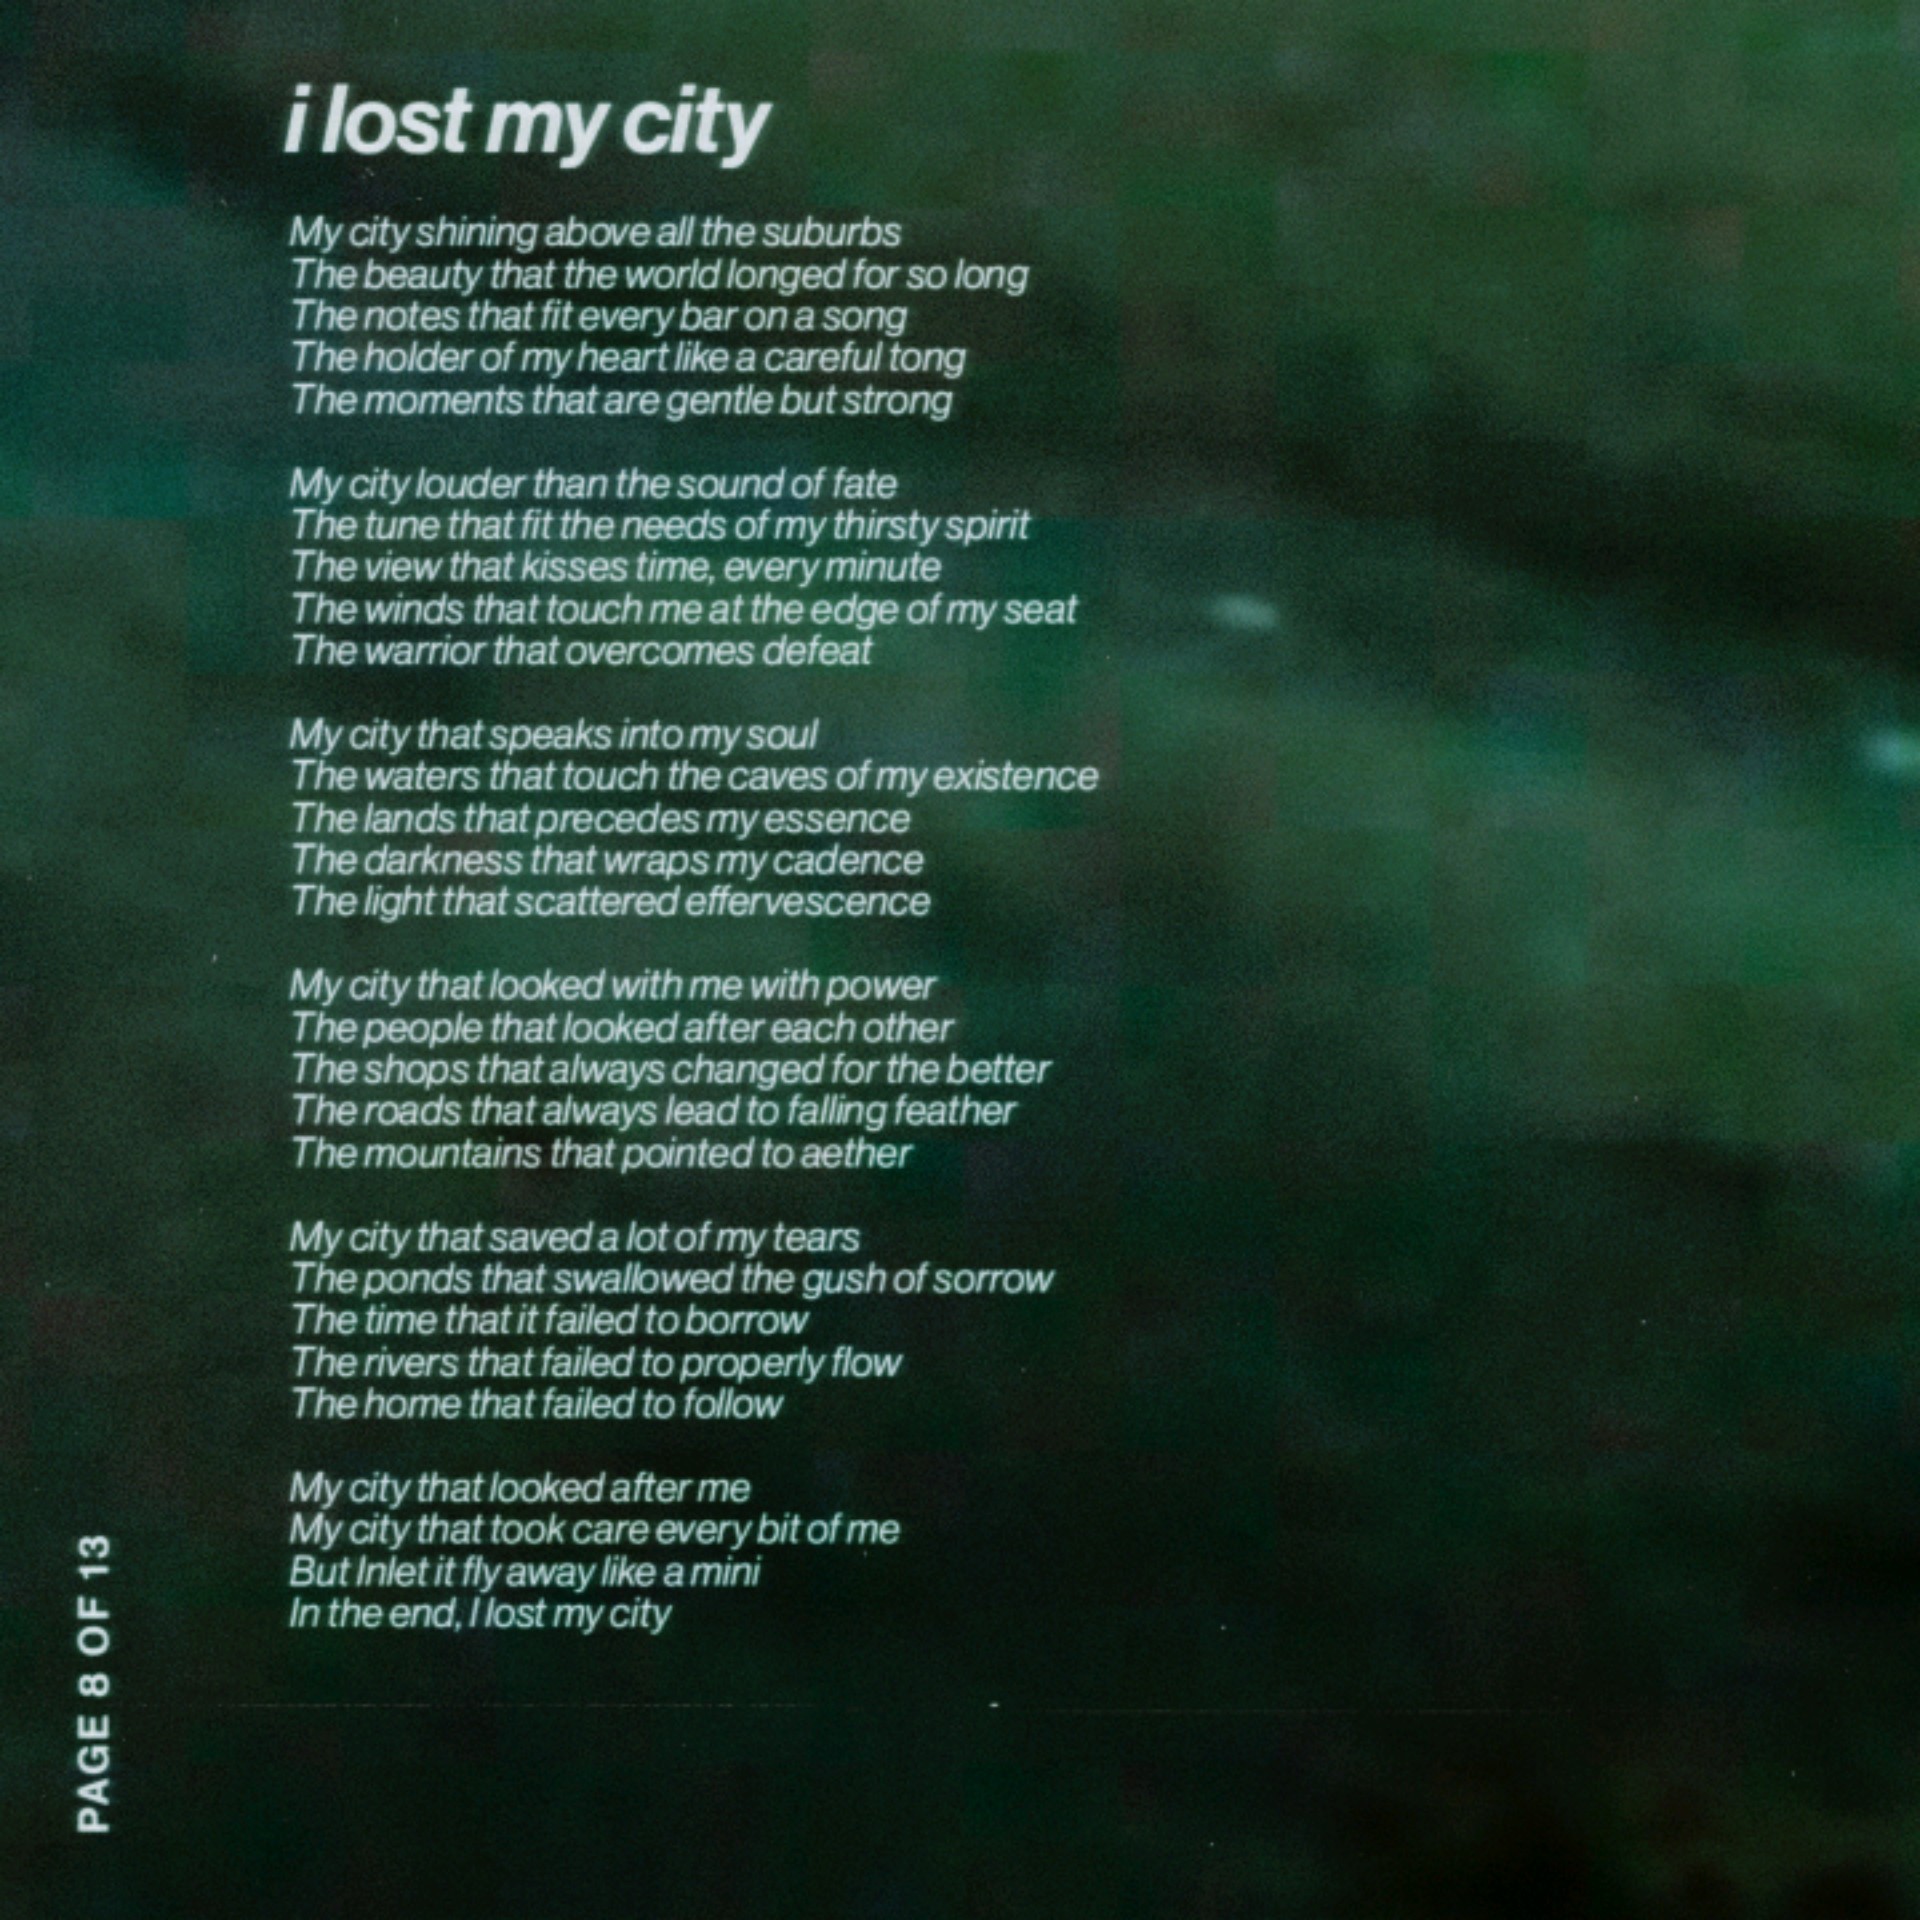 i lost my city
My city shining above all the suburbs
The beauty that the world longed for so long
The notes that fit every bar on a song
The holder of my heart like a careful tong
The moments that are gentle but strong
My city louder than the sound of fate
The tune that fit the needs of my thirsty spirit
The view that kisses time, every minute
The winds that touch me at the edge of my seat
The warrior that overcomes defeat
My city that speaks into my soul
The waters that touch the caves of my existence
The lands that precedes my essence
The darkness that wraps my cadence
The light that scattered effervescence
My city that looked with me with power
The people that looked after each other
The shops that always changed for the better
The roads that always lead to falling feather
The mountains that pointed to aether
My city that saved a lot of my tears
The ponds that swallowed the gush of sorrow
The time that it failed to borrow
The rivers that failed to properly flow
The home that failed to follow
My city that looked after me
My city that took care every bit of me
But Inlet it fly away like a mini
In the end, I lost my city
PAGE 8 OF 13